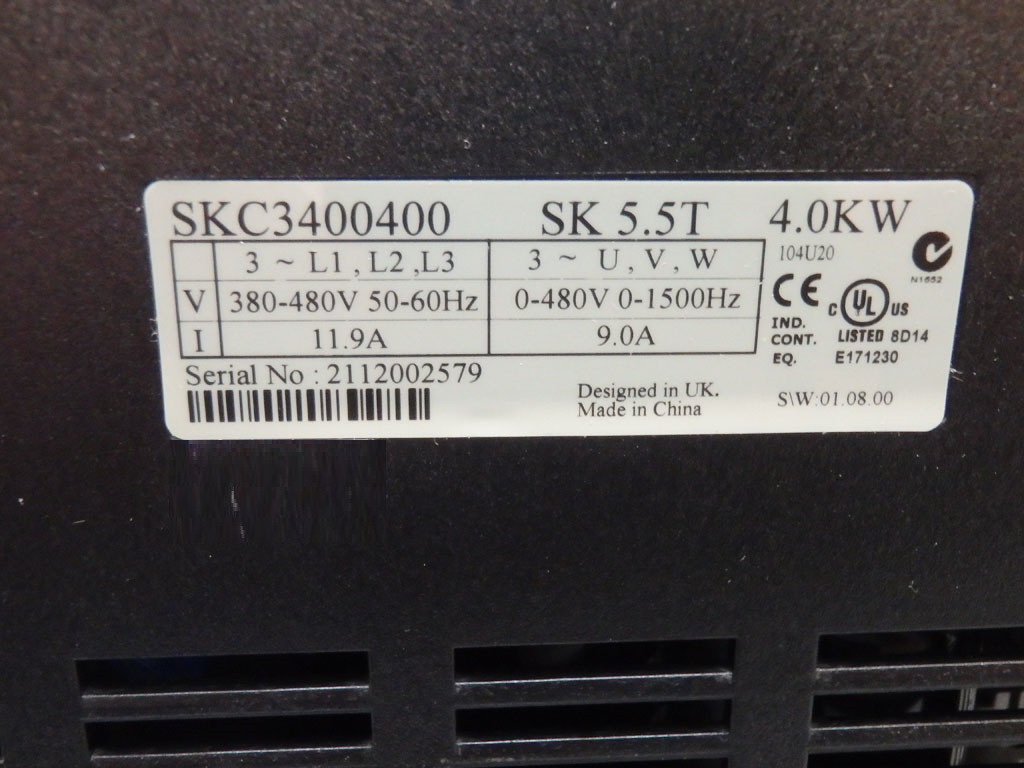 SKC3400400 SK 5.5T 4.0KW
3 ~ L1 , L2 ,L3 3 ~ U , V , W 104U20
N1652
V 380-480V 50-60Hz 0-480V 0-1500Hz CE
C UL US
I 11.9A 9.0A IND.
CONT. LISTED 8D14
EQ. E171230
Serial No : 2112002579
Designed in UK. S\W:01.08.00
Made in China